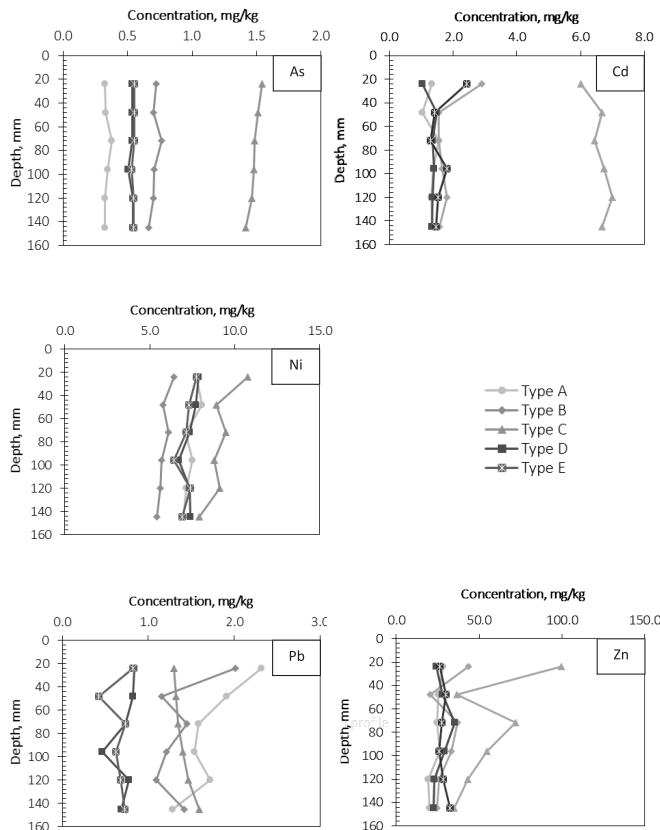 Concentration, mg/kg
0.0 0.5 1.0 1.5 2.0
0
20
40
60
80
100
120
140
160
Depth, mm
As
Concentration, mg/kg
0.0 2.0 4.0 6.0 8.0
0
20
40
60
80
100
120
140
160
Depth, mm
Cd
Concentration, mg/kg
0.0 5.0 10.0 15.0
0
20
40
60
80
100
120
140
160
Depth, mm
Ni
Type A
Type B
Type C
Type D
Type E
Concentration, mg/kg
0.0 1.0 2.0 3.0
0
20
40
60
80
100
120
140
160
Depth, mm
Pb
Concentration, mg/kg
0.0 50.0 100.0 150.0
0
20
40
60
80
100
120
140
160
Depth, mm
Zn